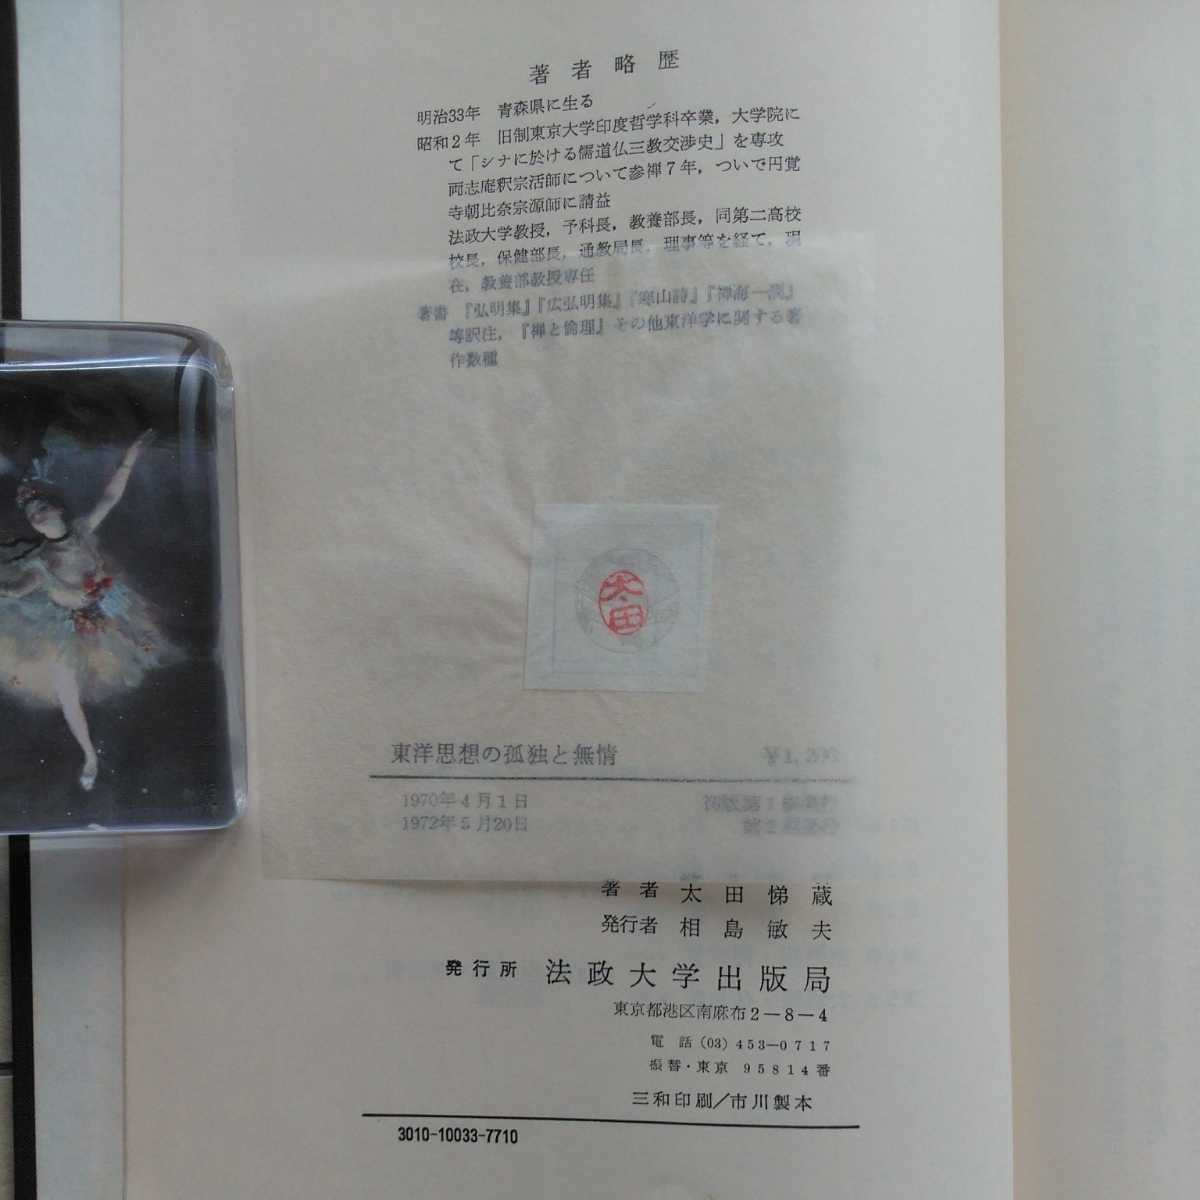 著者略歴
明治33年 青森県に生る
昭和2年 旧制東京大学印度哲学科卒業，大学院に
て「シナに於ける儒道仏三教交渉史」を専攻
両志庵釈宗活師について参禅7年，ついで円覚
寺朝比奈宗源師に請益
法政大学教授，予科長，教養部長，同第二高校
校長，保健部長，通教局長，理事等を経て，現
在，教養部教授専任
著書 『弘明集』『広弘明集』『寒山詩』『禅海一瀾』
等訳注，『禅と倫理』その他東洋学に関する著
作数種
太田
東洋思想の孤独と無情
1970年4月1日 初版第1刷発行
1972年5月20日 第2刷発行
著者 太田悌蔵
発行者 相島敏夫
発行所 法政大学出版局
東京都港区南麻布2—8—4
電話 (03) 453—0717
振替・東京 95814番
三和印刷/市川製本
3010-10033-7710